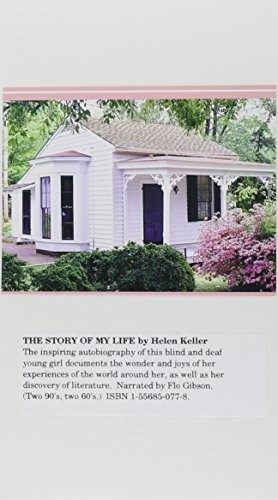 THE STORY OF MY LIFE by Helen Keller
The inspiring autobiography of this blind and deaf
young girl documents the wonder and joys of her
experiences of the world around her, as well as her
discovery of literature.  Narrated by Flo Gibson.
(Two 90's, two 60's.)  ISBN 1-55685-077-8.